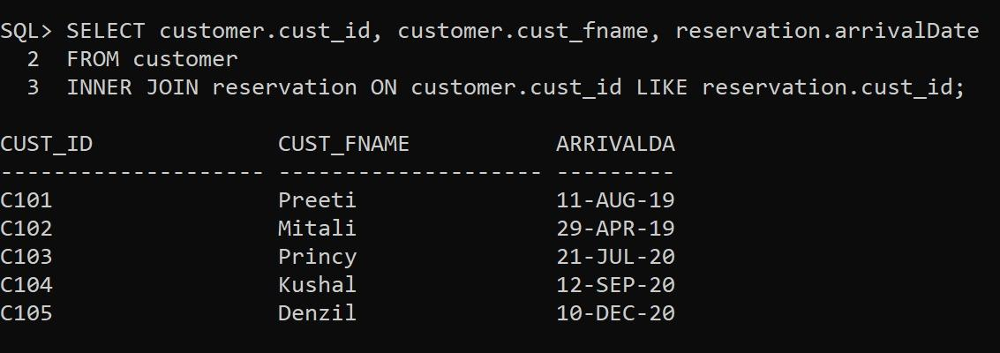 SQL> SELECT customer.cust_id, customer.cust_fname, reservation.arrivalDate
  2  FROM customer
  3  INNER JOIN reservation ON customer.cust_id LIKE reservation.cust_id;

CUST_ID              CUST_FNAME           ARRIVALDA
-------------------- -------------------- ---------
C101                 Preeti               11-AUG-19
C102                 Mitali               29-APR-19
C103                 Princy               21-JUL-20
C104                 Kushal               12-SEP-20
C105                 Denzil               10-DEC-20